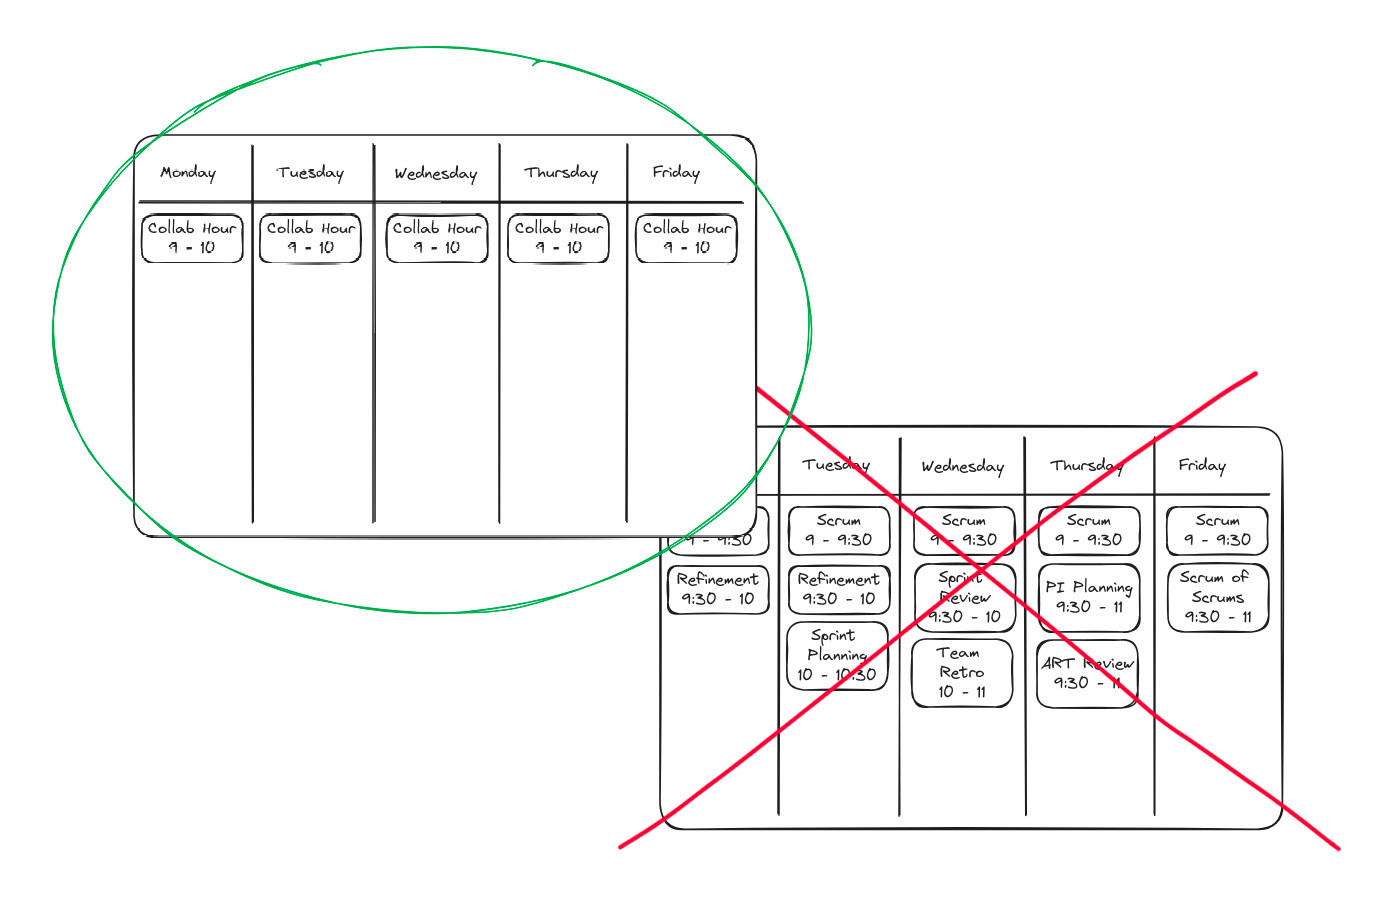 Monday
Tuesday
Wednesday
Thursday
Friday
Collab Hour
9 - 10
Collab Hour
9 - 10
Collab Hour
9 - 10
Collab Hour
9 - 10
Collab Hour
9 - 10
Tuesday
Wednesday
Thursday
Friday
9 - 9:30
Refinement
9:30 - 10
Scrum
9 - 9:30
Refinement
9:30 - 10
Sprint
Planning
10 - 10:30
Scrum
9 - 9:30
Sprint
Review
9:30 - 10
Team
Retro
10 - 11
Scrum
9 - 9:30
PI Planning
9:30 - 11
ART Review
9:30 - 11
Scrum
9 - 9:30
Scrum of
Scrums
9:30 - 11